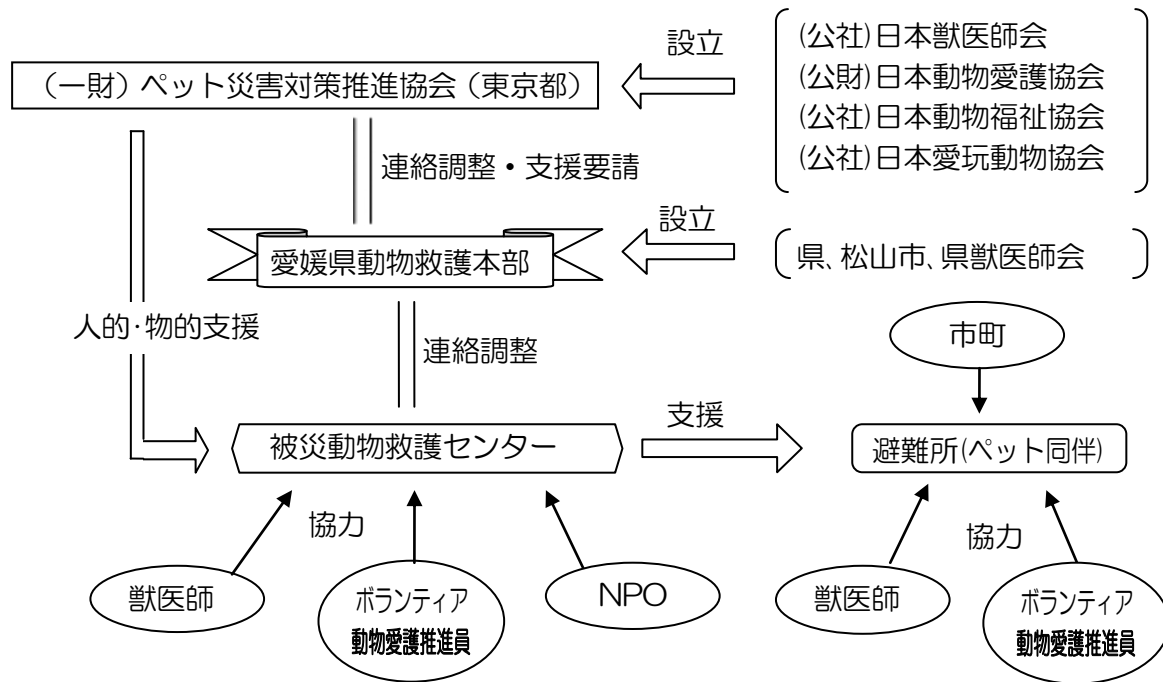 設立
(公社)日本獣医師会
(公財)日本動物愛護協会
(公社)日本動物福祉協会
(公社)日本愛玩動物協会
（一財）ペット災害対策推進協会（東京都）
連絡調整・支援要請
設立
愛媛県動物救護本部
県、松山市、県獣医師会
人的･物的支援
連絡調整
市町
支援
被災動物救護センター
避難所(ペット同伴)
協力
獣医師
ボランティア
動物愛護推進員
NPO
協力
獣医師
ボランティア
動物愛護推進員